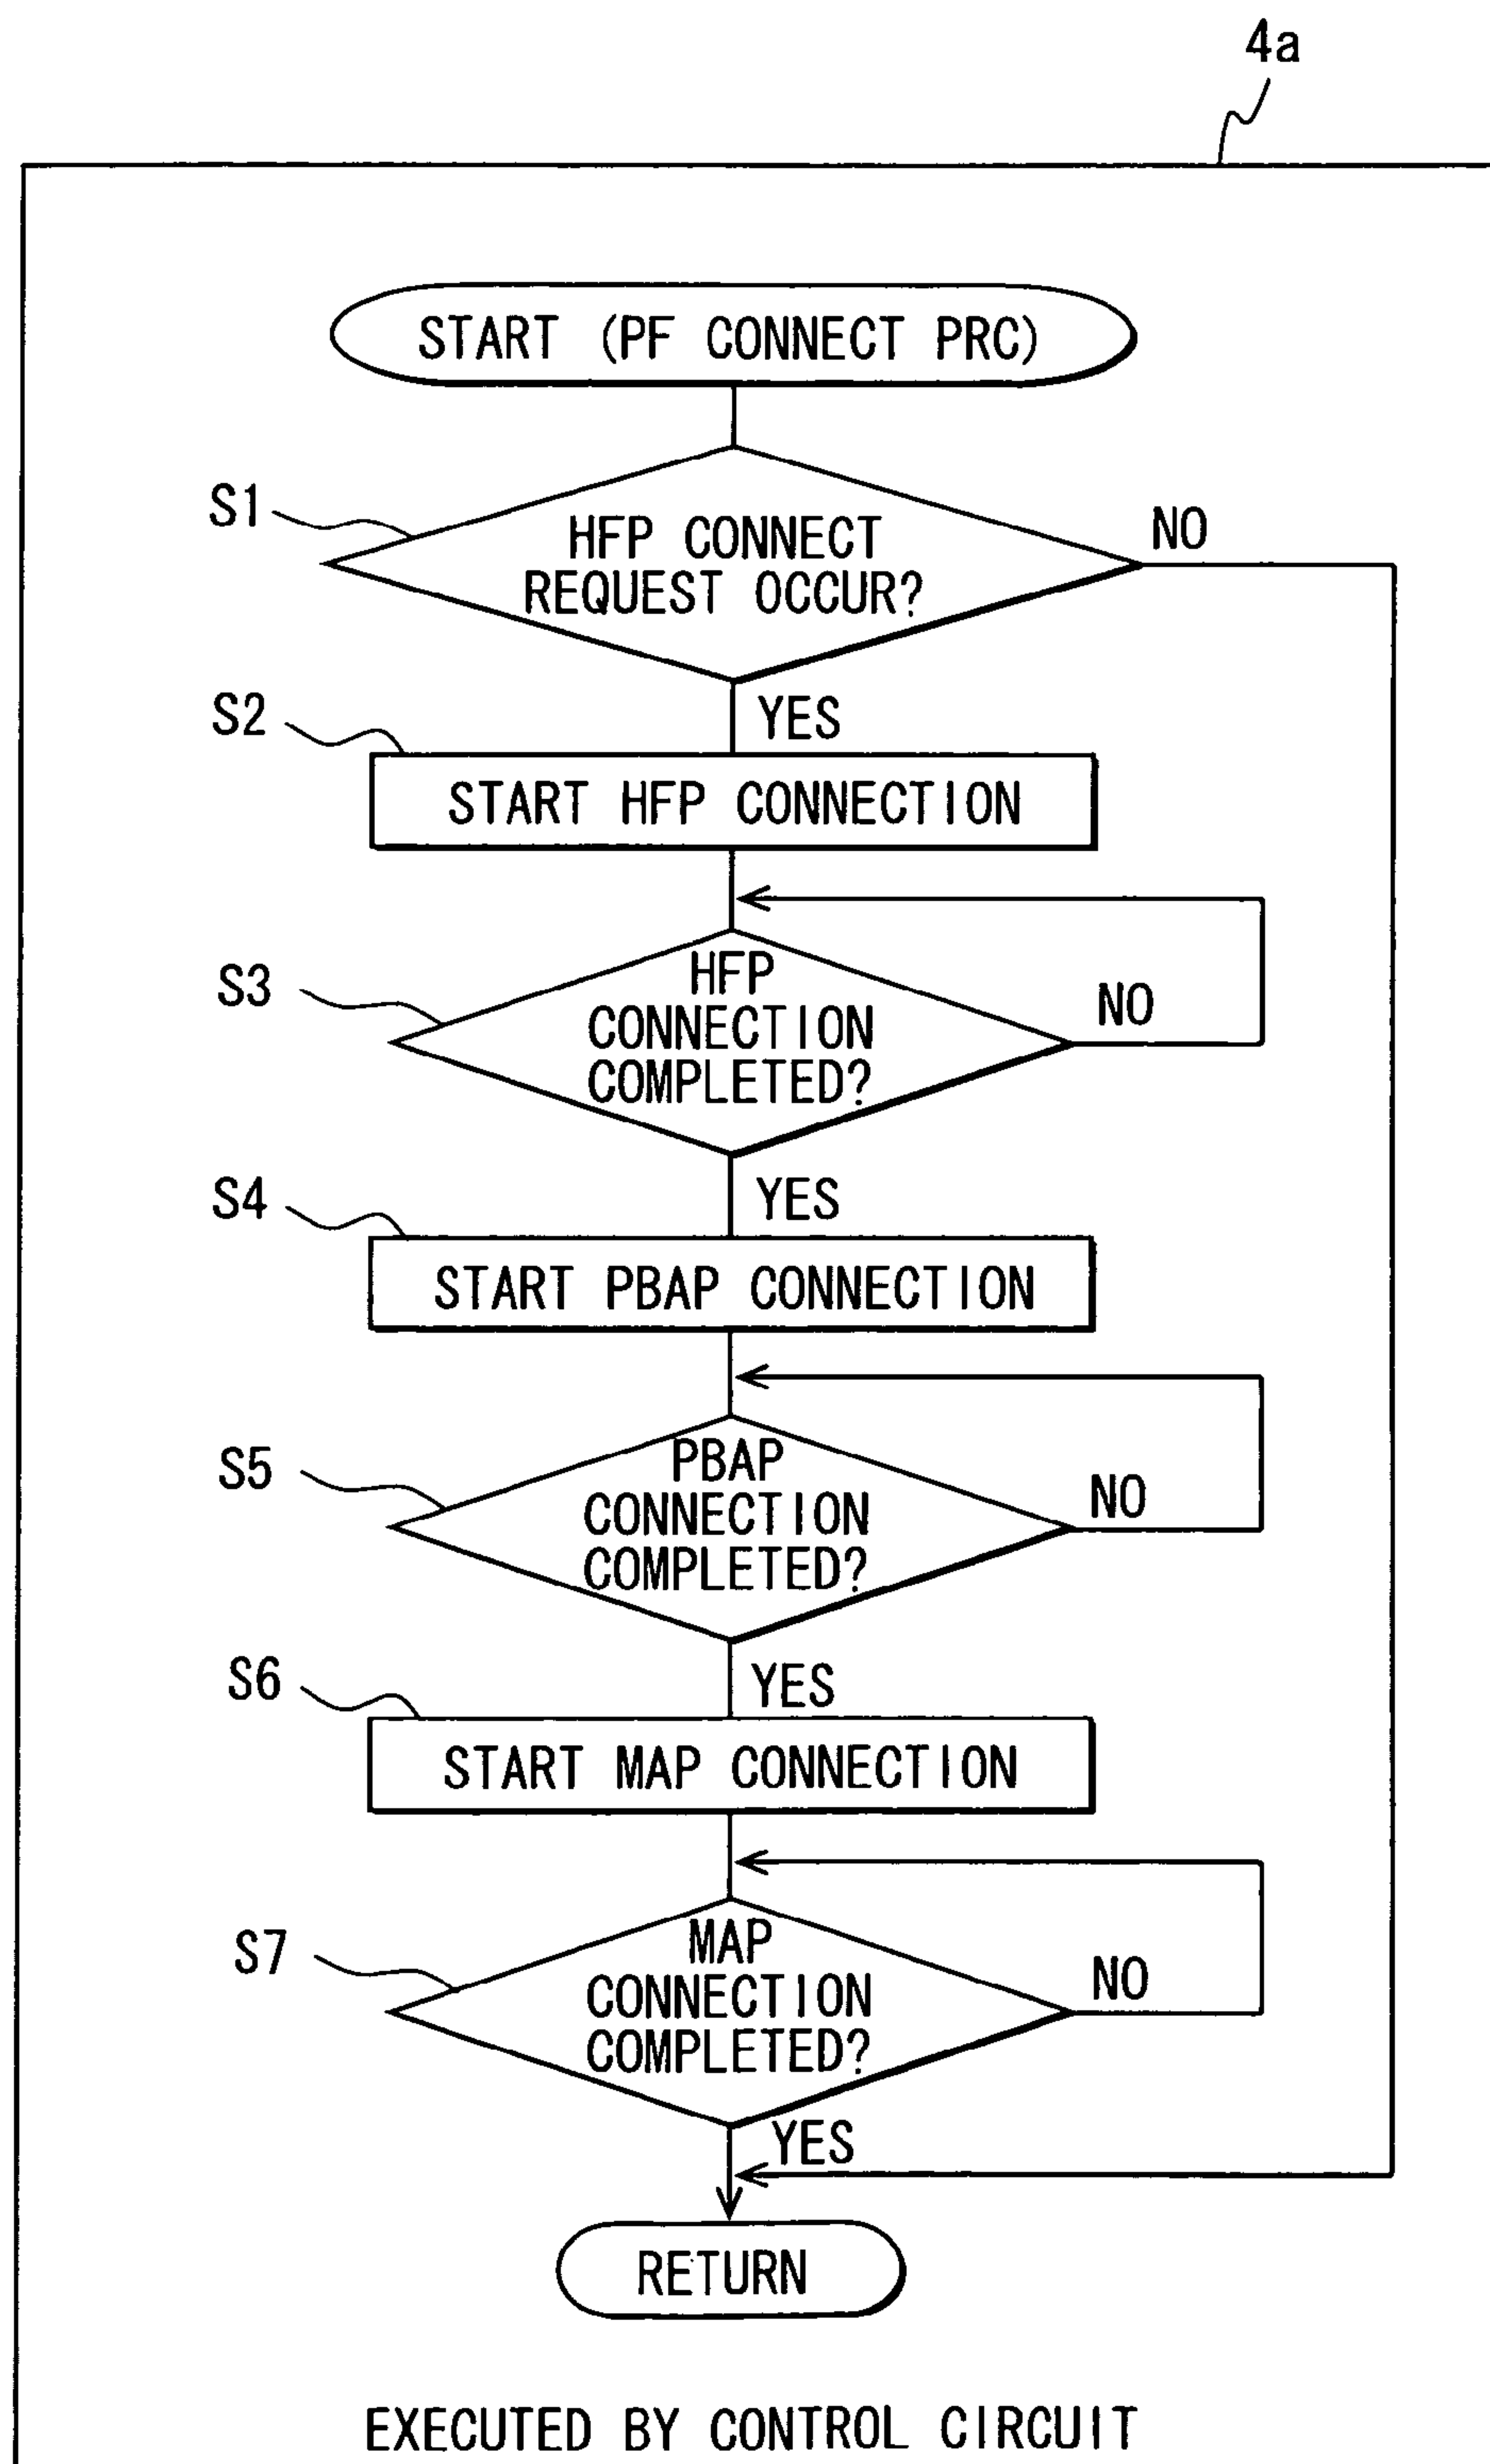 4a
START (PF CONNECT PRC)
S1
HFP CONNECT
REQUEST OCCUR?
NO
YES
S2
START HFP CONNECTION
S3
HFP
CONNECTION
COMPLETED?
NO
YES
S4
START PBAP CONNECTION
S5
PBAP
CONNECTION
COMPLETED?
NO
YES
S6
START MAP CONNECTION
S7
MAP
CONNECTION
COMPLETED?
NO
YES
RETURN
EXECUTED BY CONTROL CIRCUIT